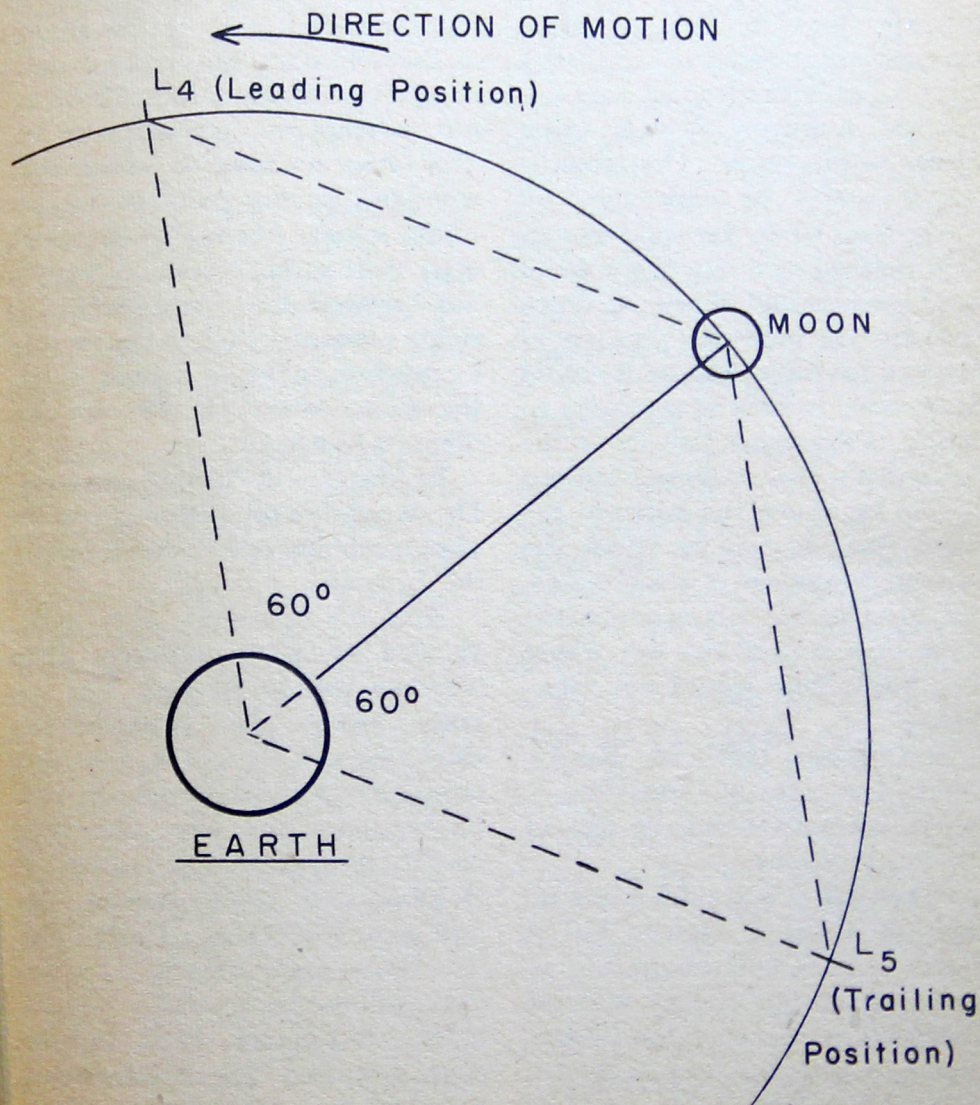 DIRECTION OF MOTION
L4 (Leading Position)
MOON
60°
60°
EARTH
L5
(Trailing
Position)